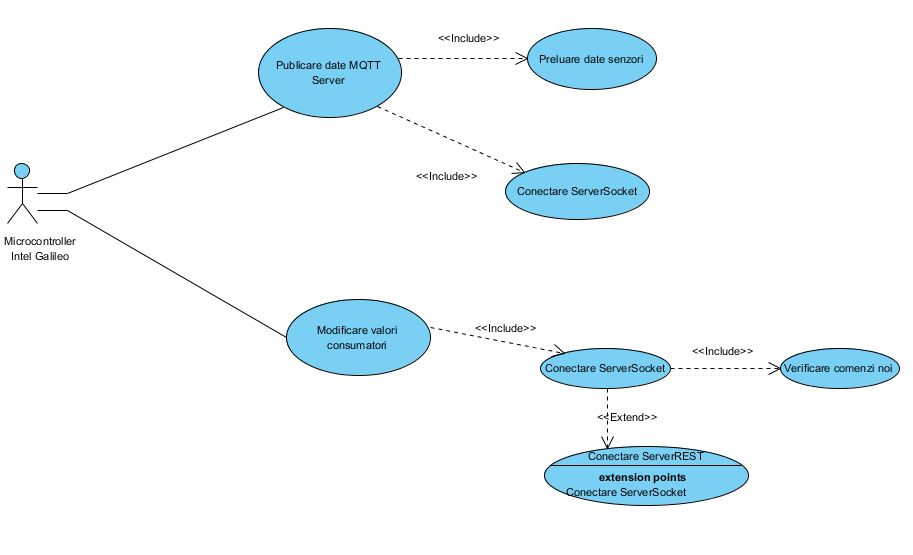 <<Include>>
Publicare date MQTT
Server
Preluare date senzori
<<Include>>
Conectare ServerSocket
Microcontroller
Intel Galileo
Modificare valori
consumatori
<<Include>>
Conectare ServerSocket
<<Include>>
Verificare comenzi noi
<<Extend>>
Conectare ServerREST
extension points
Conectare ServerSocket